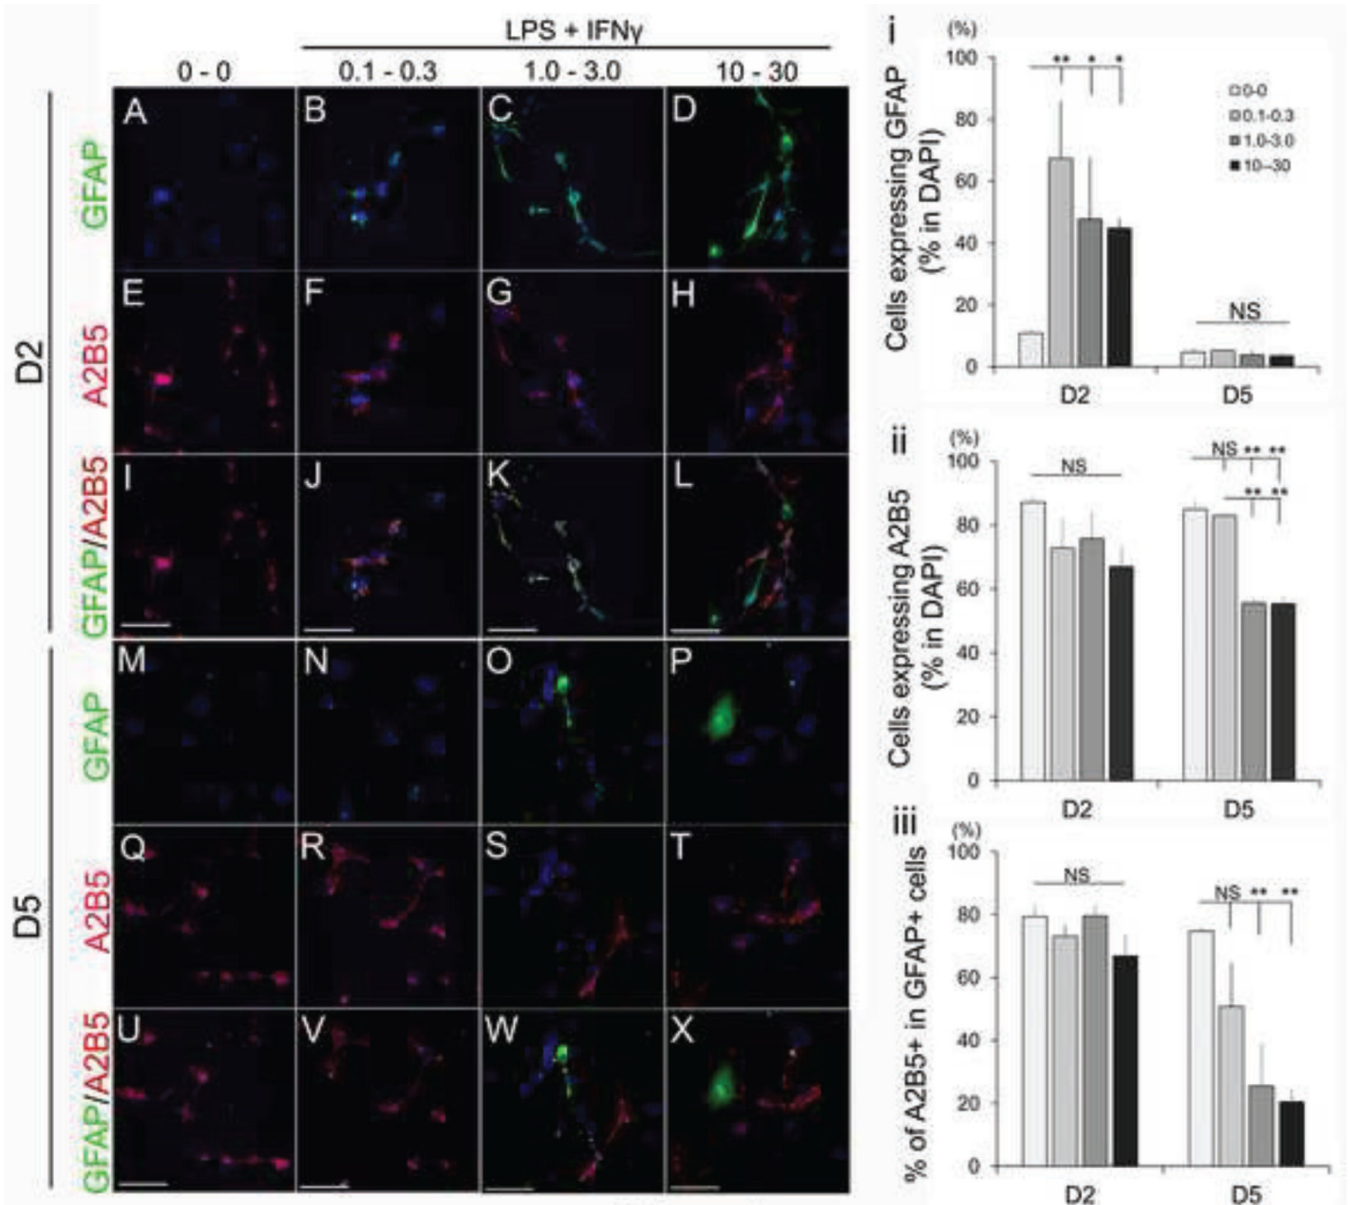 LPS + IFNγ
0 - 0
0.1 - 0.3
1.0 - 3.0
10 - 30
D2
GFAP
A
B
C
D
A2B5
E
F
G
H
GFAP/A2B5
I
J
K
L
D5
GFAP
M
N
O
P
A2B5
Q
R
S
T
GFAP/A2B5
U
V
W
X
i
(%)
Cells expressing GFAP
(% in DAPI)
100
80
60
40
20
0
** * *
0-0
0.1-0.3
1.0-3.0
10--30
NS
D2
D5
ii
(%)
Cells expressing A2B5
(% in DAPI)
100
80
60
40
20
0
NS
NS ** **
** **
D2
D5
iii
(%)
% of A2B5+ in GFAP+ cells
100
80
60
40
20
0
NS
NS ** **
D2
D5